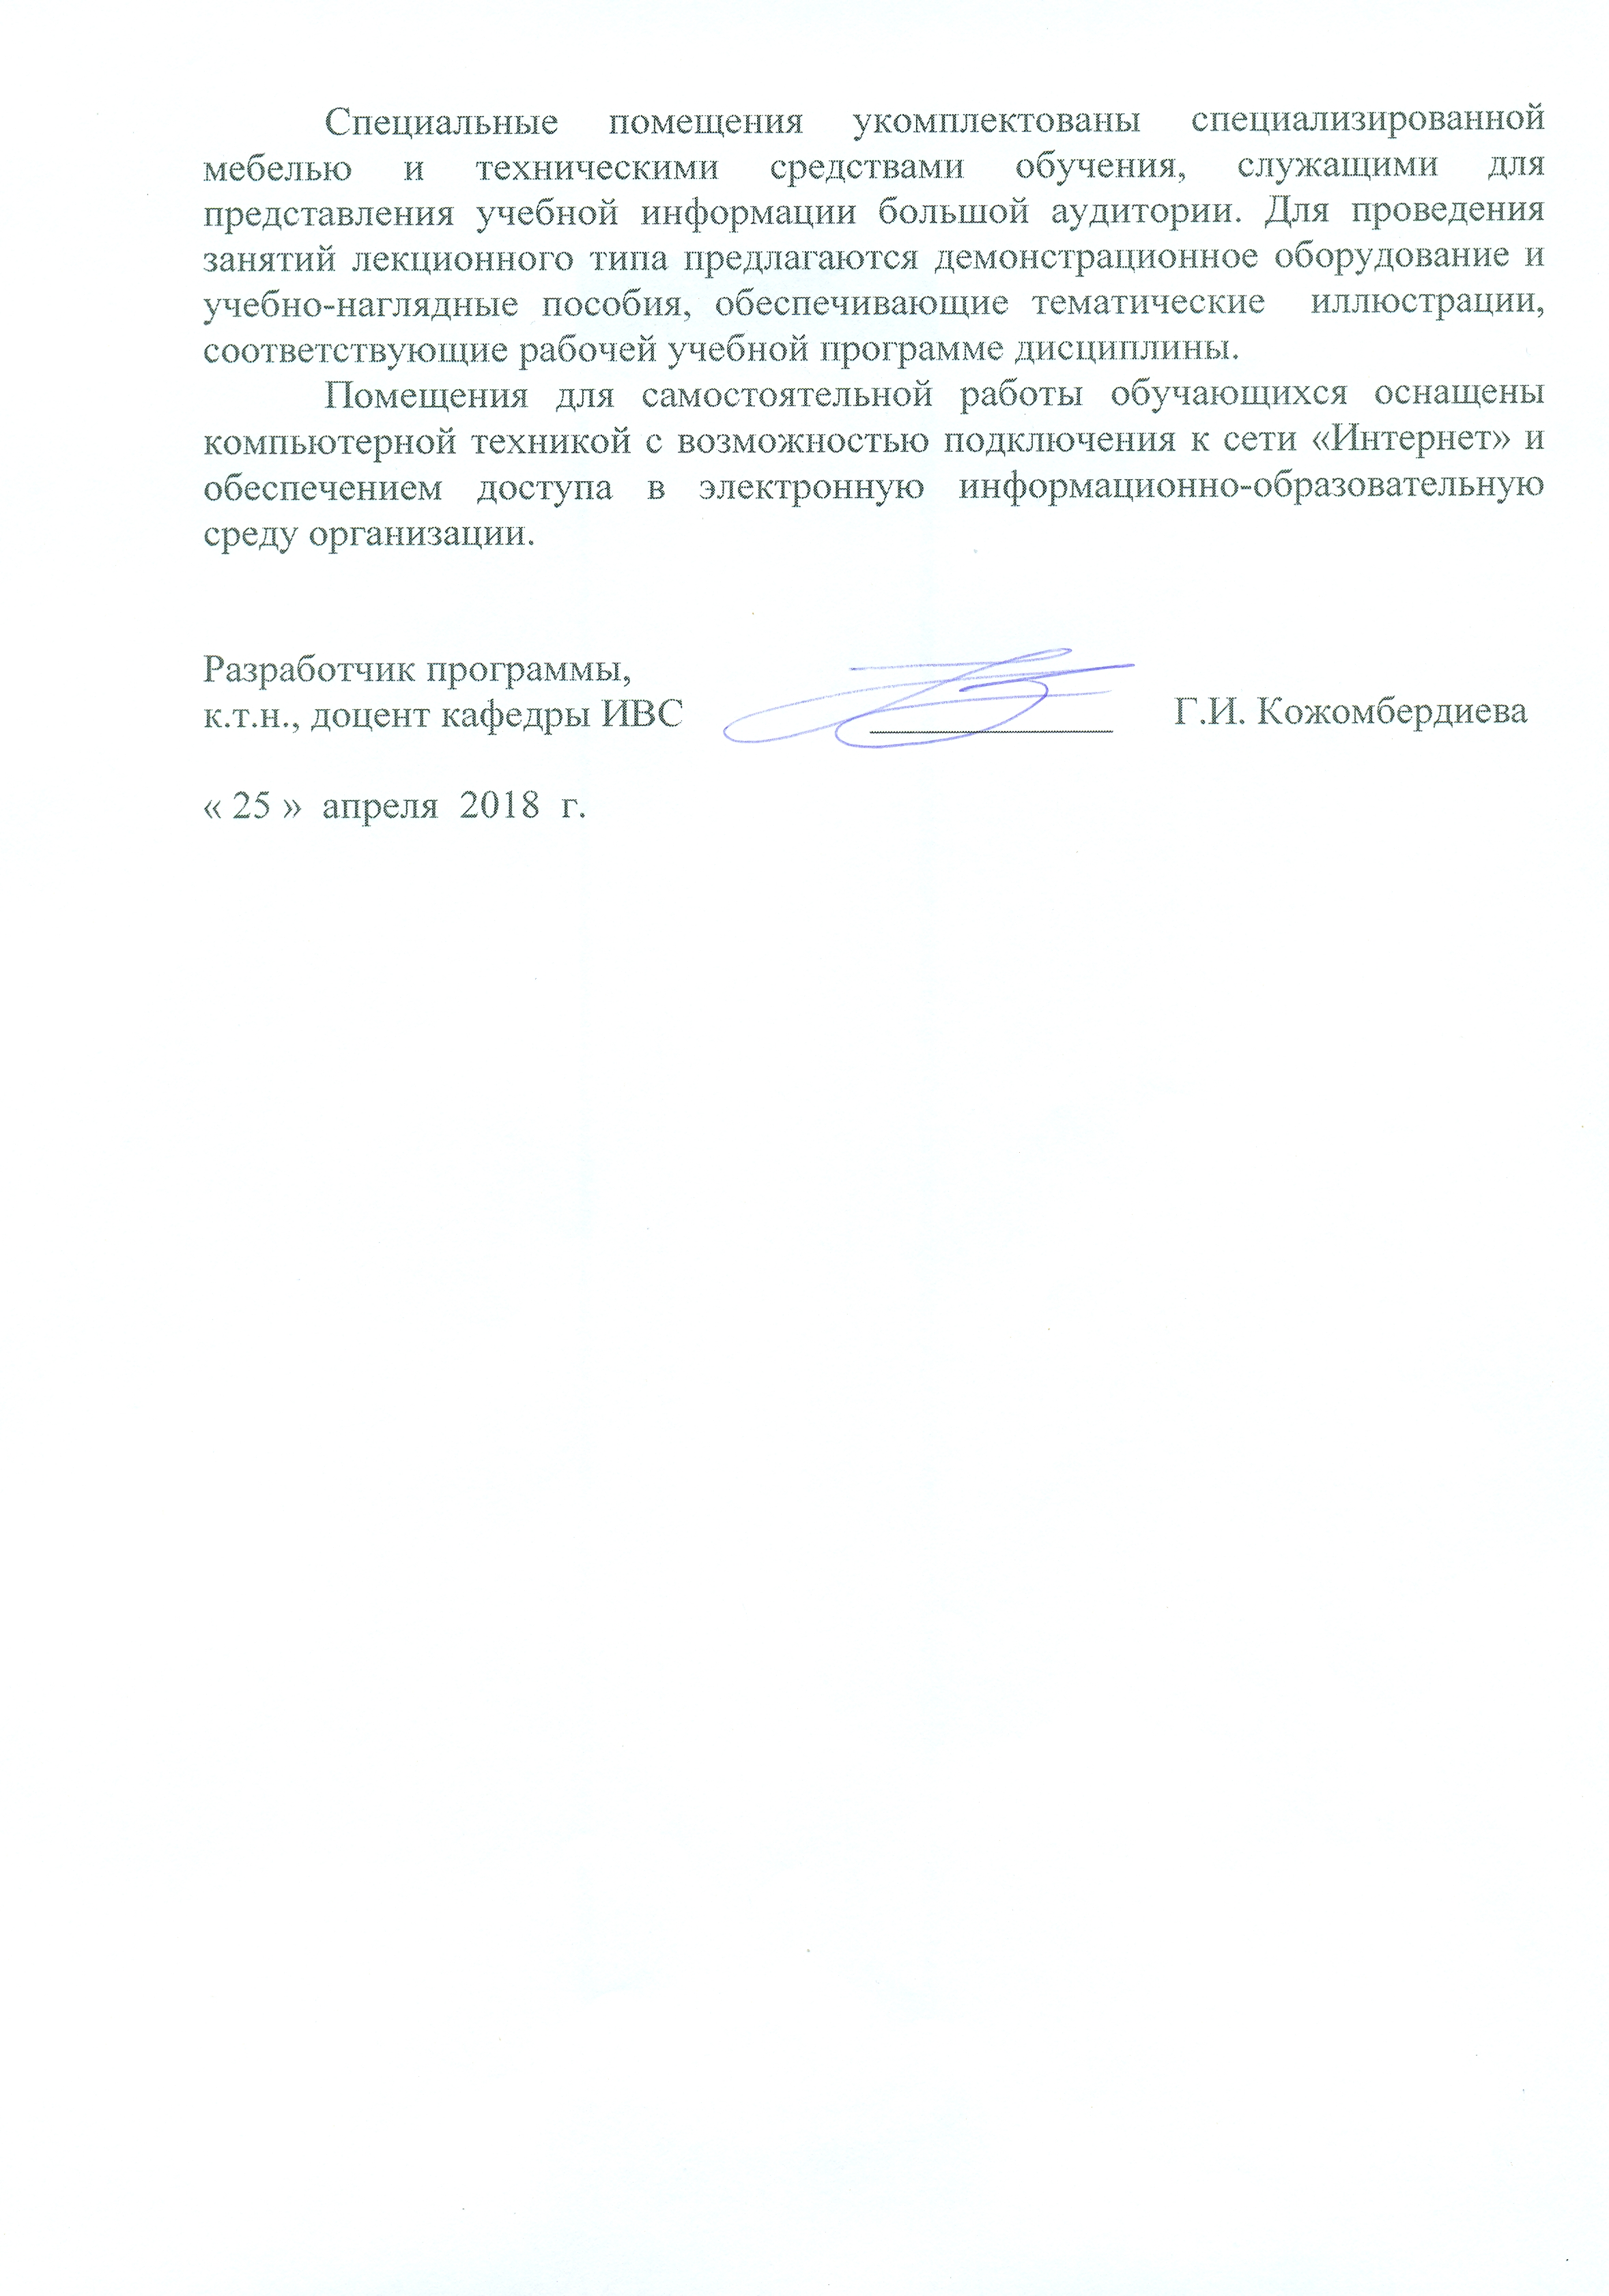 Специальные помещения укомплектованы специализированной
мебелью и техническими средствами обучения, служащими для
представления учебной информации большой аудитории. Для проведения
занятий лекционного типа предлагаются демонстрационное оборудование и
учебно-наглядные пособия, обеспечивающие тематические иллюстрации,
соответствующие рабочей учебной программе дисциплины.
Помещения для самостоятельной работы обучающихся оснащены
компьютерной техникой с возможностью подключения к сети «Интернет» и
обеспечением доступа в электронную информационно-образовательную
среду организации.
Разработчик программы,
к.т.н., доцент кафедры ИВС Г.И. Кожомбердиева
« 25 » апреля 2018 г.